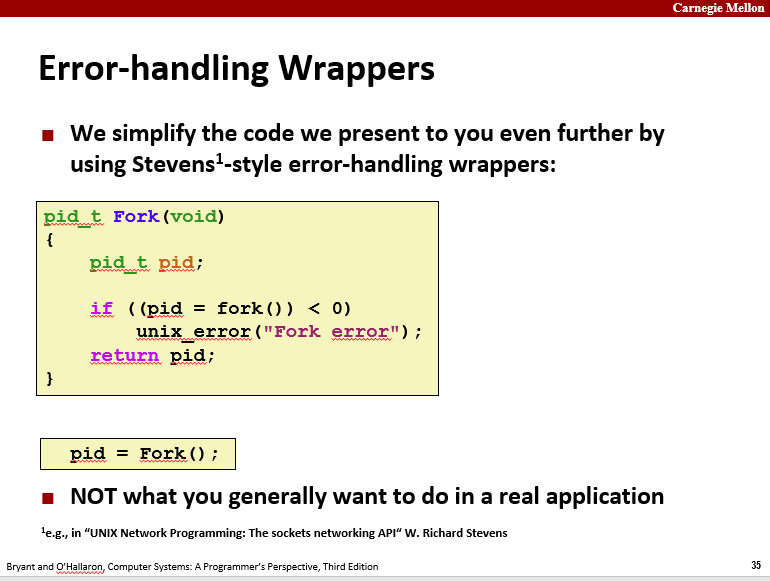 Carnegie Mellon
Error-handling Wrappers
We simplify the code we present to you even further by
using Stevens¹-style error-handling wrappers:
pid_t Fork(void)
{
    pid_t pid;
    if ((pid = fork()) < 0)
        unix_error("Fork error");
    return pid;
}
pid = Fork();
NOT what you generally want to do in a real application
¹e.g., in “UNIX Network Programming: The sockets networking API“ W. Richard Stevens
Bryant and O'Hallaron, Computer Systems: A Programmer's Perspective, Third Edition
35